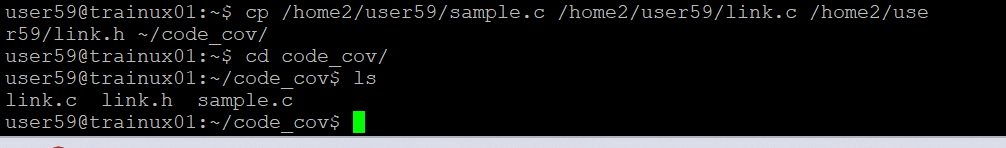 user59@trainux01:~$ cp /home2/user59/sample.c /home2/user59/link.c /home2/use
r59/link.h ~/code_cov/
user59@trainux01:~$ cd code_cov/
user59@trainux01:~/code_cov$ ls
link.c  link.h  sample.c
user59@trainux01:~/code_cov$